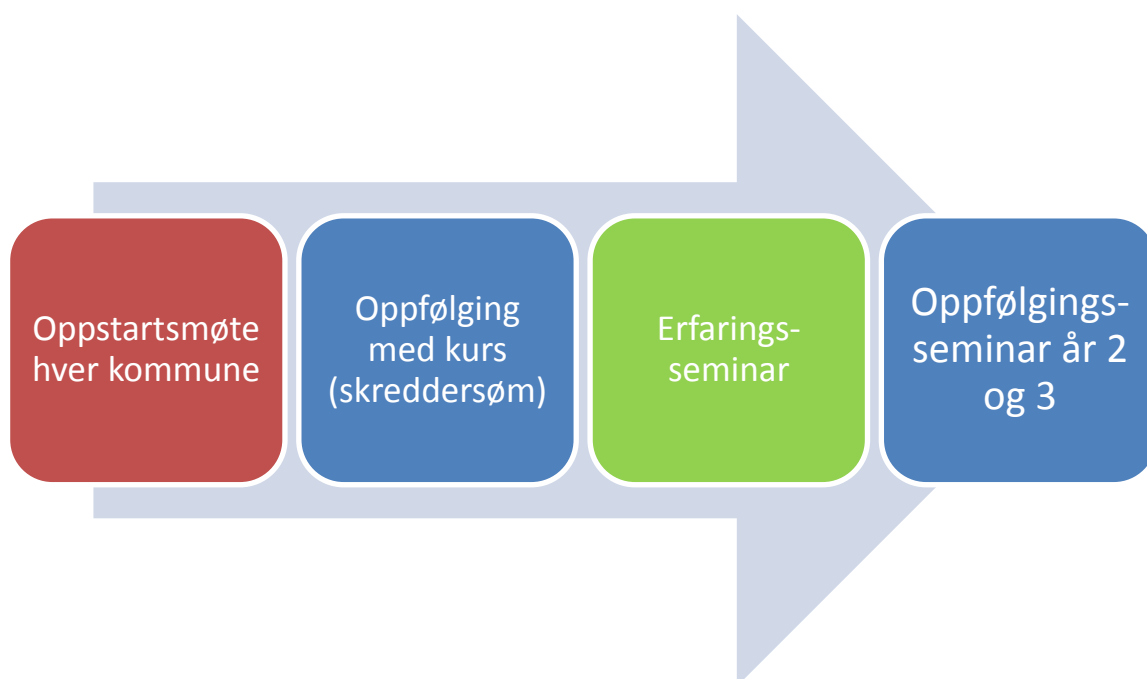 Oppstartsmøte
hver kommune
Oppfølging
med kurs
(skreddersøm)
Erfarings-
seminar
Oppfølgings-
seminar år 2
og 3